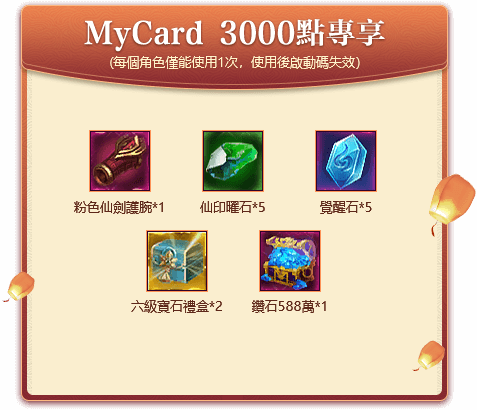 MyCard 3000點專享
(每個角色僅能使用1次，使用後啟動碼失效)
粉色仙劍護腕*1
仙印曜石*5
覺醒石*5
六級寶石禮盒*2
鑽石588萬*1